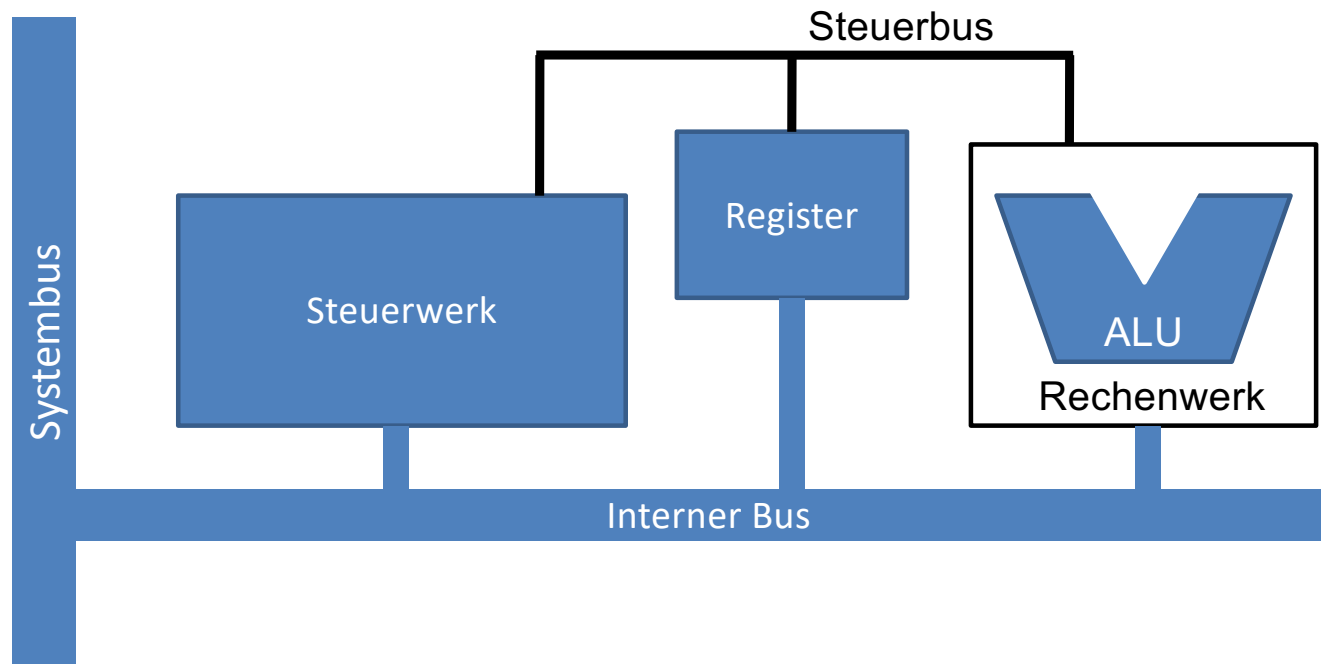 Steuerbus
Register
Steuerwerk
Systembus
ALU
Rechenwerk
Interner Bus